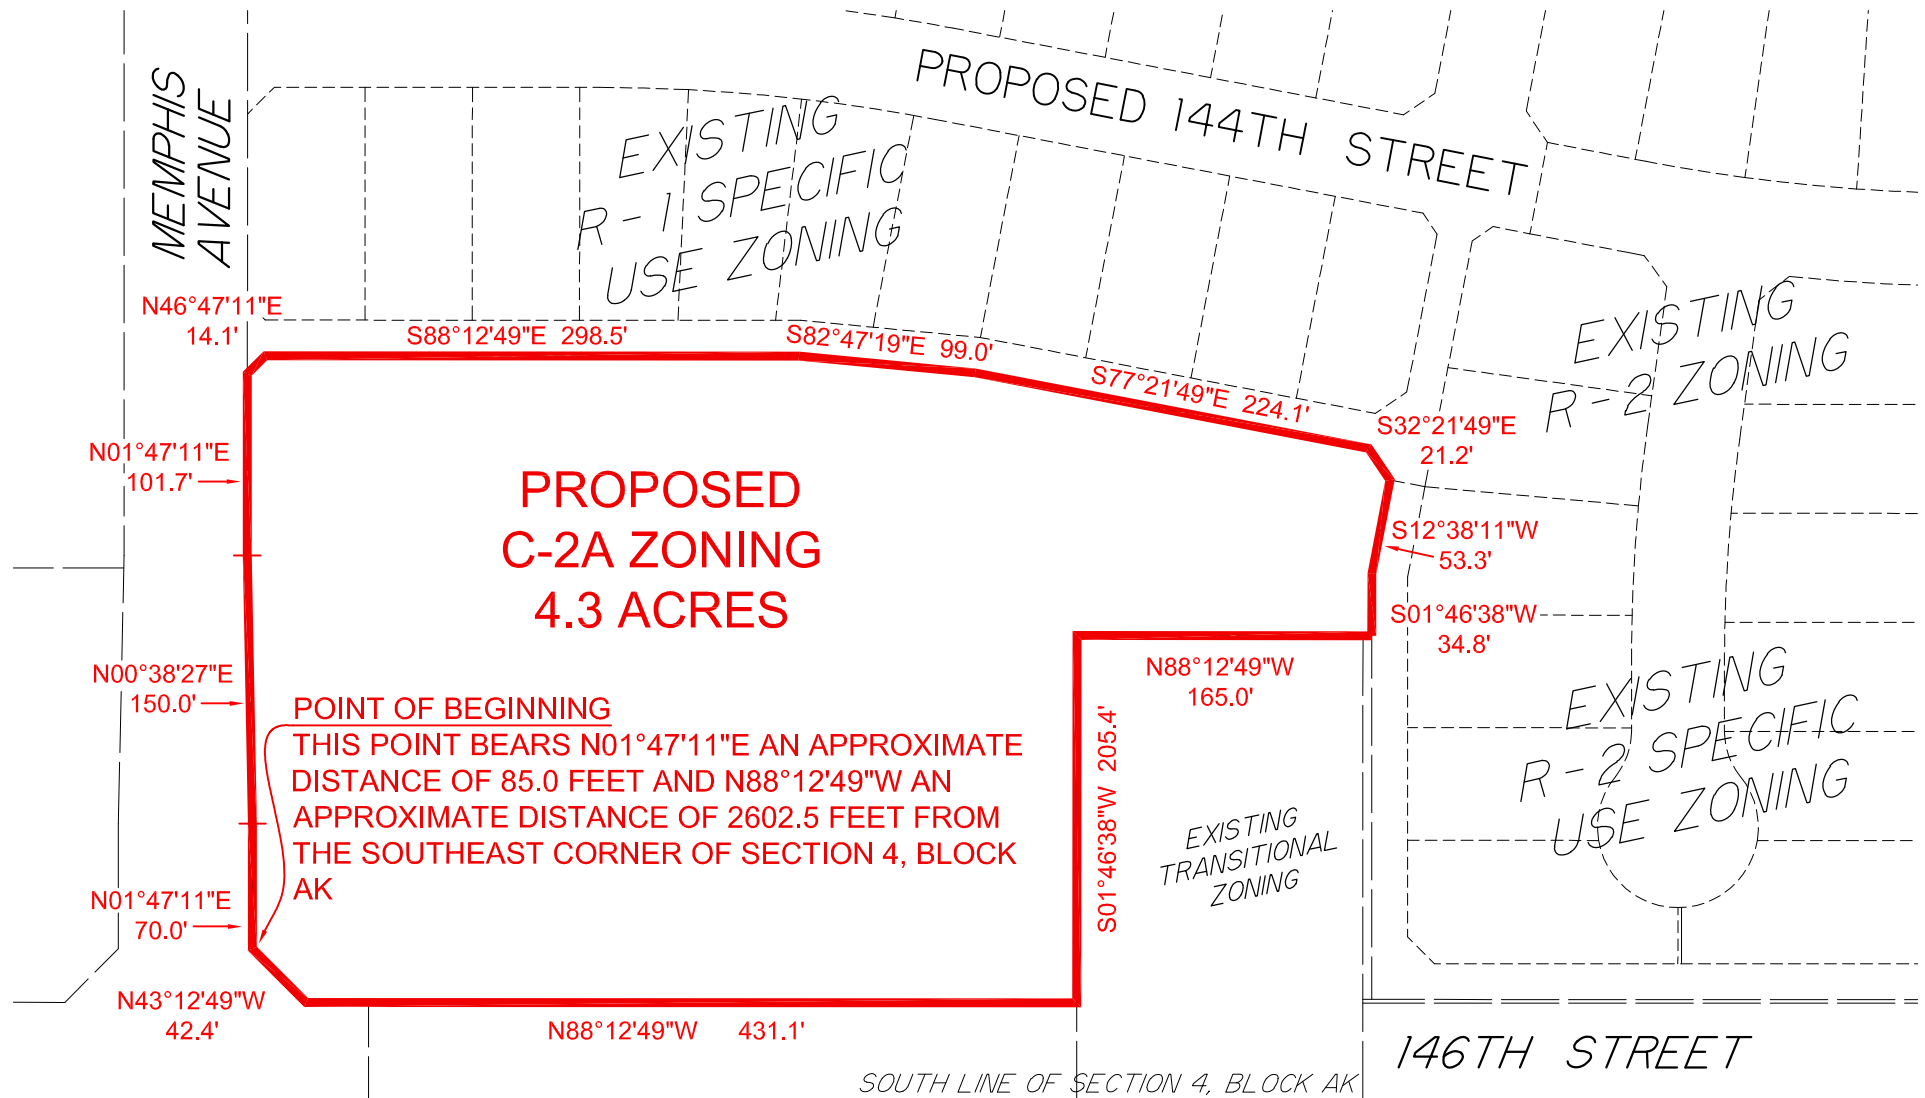 PROPOSED 144TH STREET
MEMPHIS
AVENUE
EXISTING
R-1 SPECIFIC
USE ZONING
N46°47'11"E
14.1'
S88°12'49"E 298.5'
S82°47'19"E 99.0'
S77°21'49"E 224.1'
EXISTING
R-2 ZONING
S32°21'49"E
21.2'
N01°47'11"E
101.7'
PROPOSED
C-2A ZONING
4.3 ACRES
S12°38'11"W
53.3'
S01°46'38"W
34.8'
N88°12'49"W
165.0'
N00°38'27"E
150.0'
POINT OF BEGINNING
THIS POINT BEARS N01°47'11"E AN APPROXIMATE
DISTANCE OF 85.0 FEET AND N88°12'49"W AN
APPROXIMATE DISTANCE OF 2602.5 FEET FROM
THE SOUTHEAST CORNER OF SECTION 4, BLOCK
AK
S01°46'38"W 205.4'
EXISTING
R-2 SPECIFIC
USE ZONING
EXISTING
TRANSITIONAL
ZONING
N01°47'11"E
70.0'
N43°12'49"W
42.4'
N88°12'49"W 431.1'
146TH STREET
SOUTH LINE OF SECTION 4, BLOCK AK